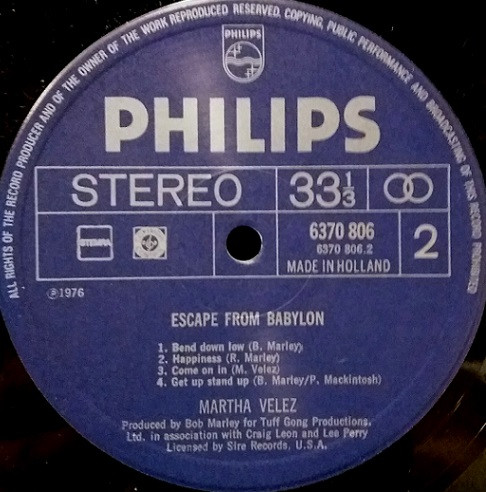 ALL RIGHTS OF THE RECORD PRODUCER AND OF THE OWNER OF THE WORK REPRODUCED RESERVED. COPYING, PUBLIC PERFORMANCE AND BROADCASTING OF THIS RECORD PROHIBITED
PHILIPS
PHILIPS
STEREO 33 1/3
STEMRA
6370 806
6370 806.2
MADE IN HOLLAND
2
℗1976
ESCAPE FROM BABYLON
1. Bend down low (B. Marley)
2. Happiness (R. Marley)
3. Come on in (M. Velez)
4. Get up stand up (B. Marley/P. Mackintosh)
MARTHA VELEZ
Produced by Bob Marley for Tuff Gong Productions,
Ltd. in association with Craig Leon and Lee Perry
Licensed by Sire Records, U.S.A.